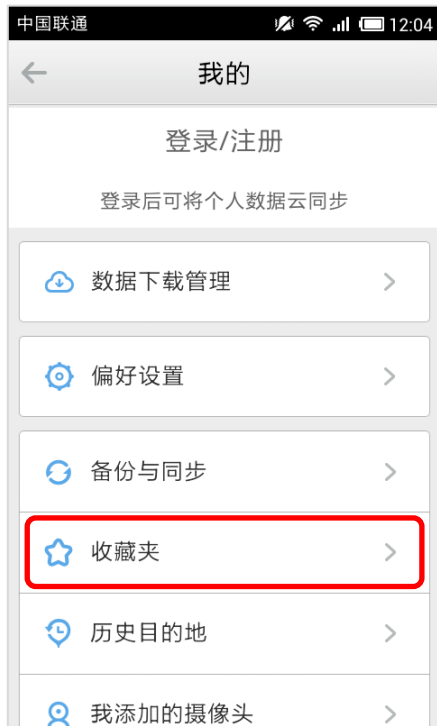 中国联通 12:04
我的
登录/注册
登录后可将个人数据云同步
数据下载管理
偏好设置
备份与同步
收藏夹
历史目的地
我添加的摄像头